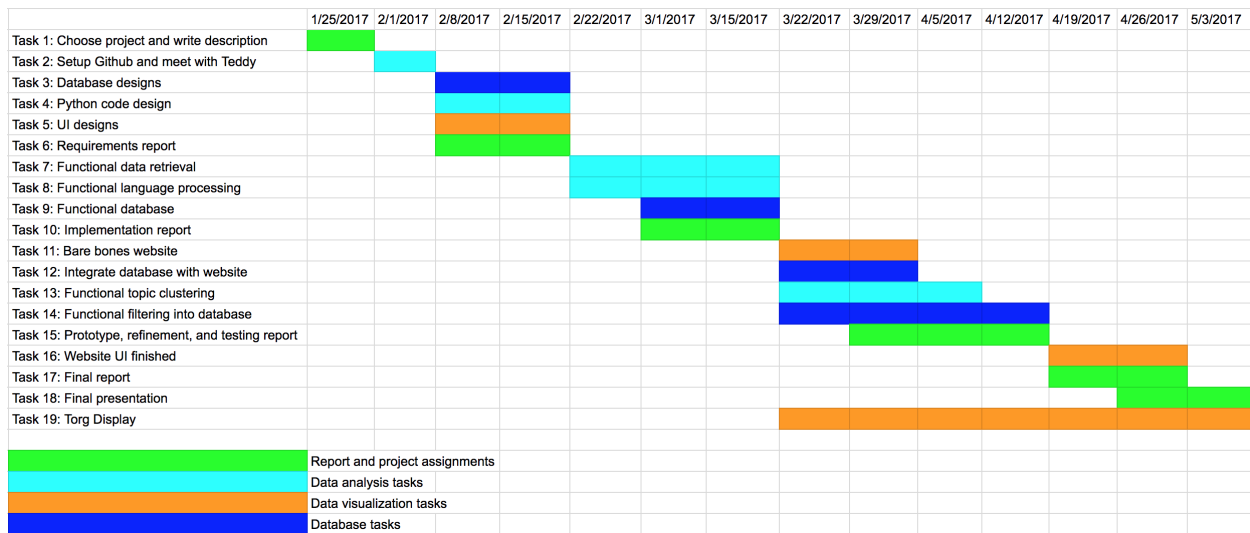 1/25/2017 2/1/2017 2/8/2017 2/15/2017 2/22/2017 3/1/2017 3/15/2017 3/22/2017 3/29/2017 4/5/2017 4/12/2017 4/19/2017 4/26/2017 5/3/2017
Task 1: Choose project and write description
Task 2: Setup Github and meet with Teddy
Task 3: Database designs
Task 4: Python code design
Task 5: UI designs
Task 6: Requirements report
Task 7: Functional data retrieval
Task 8: Functional language processing
Task 9: Functional database
Task 10: Implementation report
Task 11: Bare bones website
Task 12: Integrate database with website
Task 13: Functional topic clustering
Task 14: Functional filtering into database
Task 15: Prototype, refinement, and testing report
Task 16: Website UI finished
Task 17: Final report
Task 18: Final presentation
Task 19: Torg Display
Report and project assignments
Data analysis tasks
Data visualization tasks
Database tasks